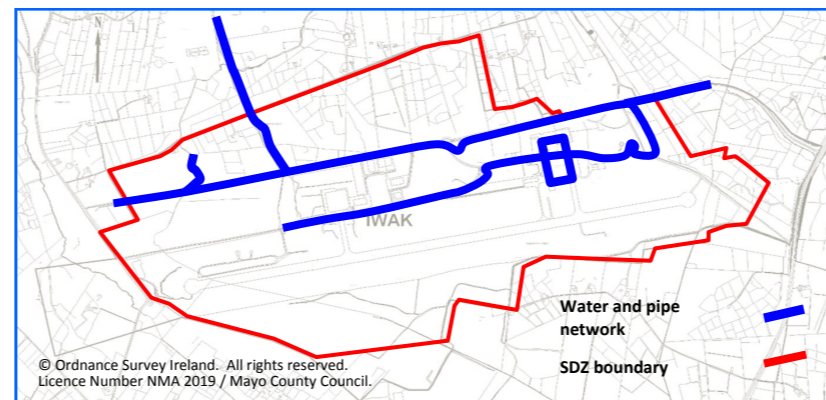 N
IWAK
Water and pipe
network
SDZ boundary
© Ordnance Survey Ireland. All rights reserved.
Licence Number NMA 2019 / Mayo County Council.